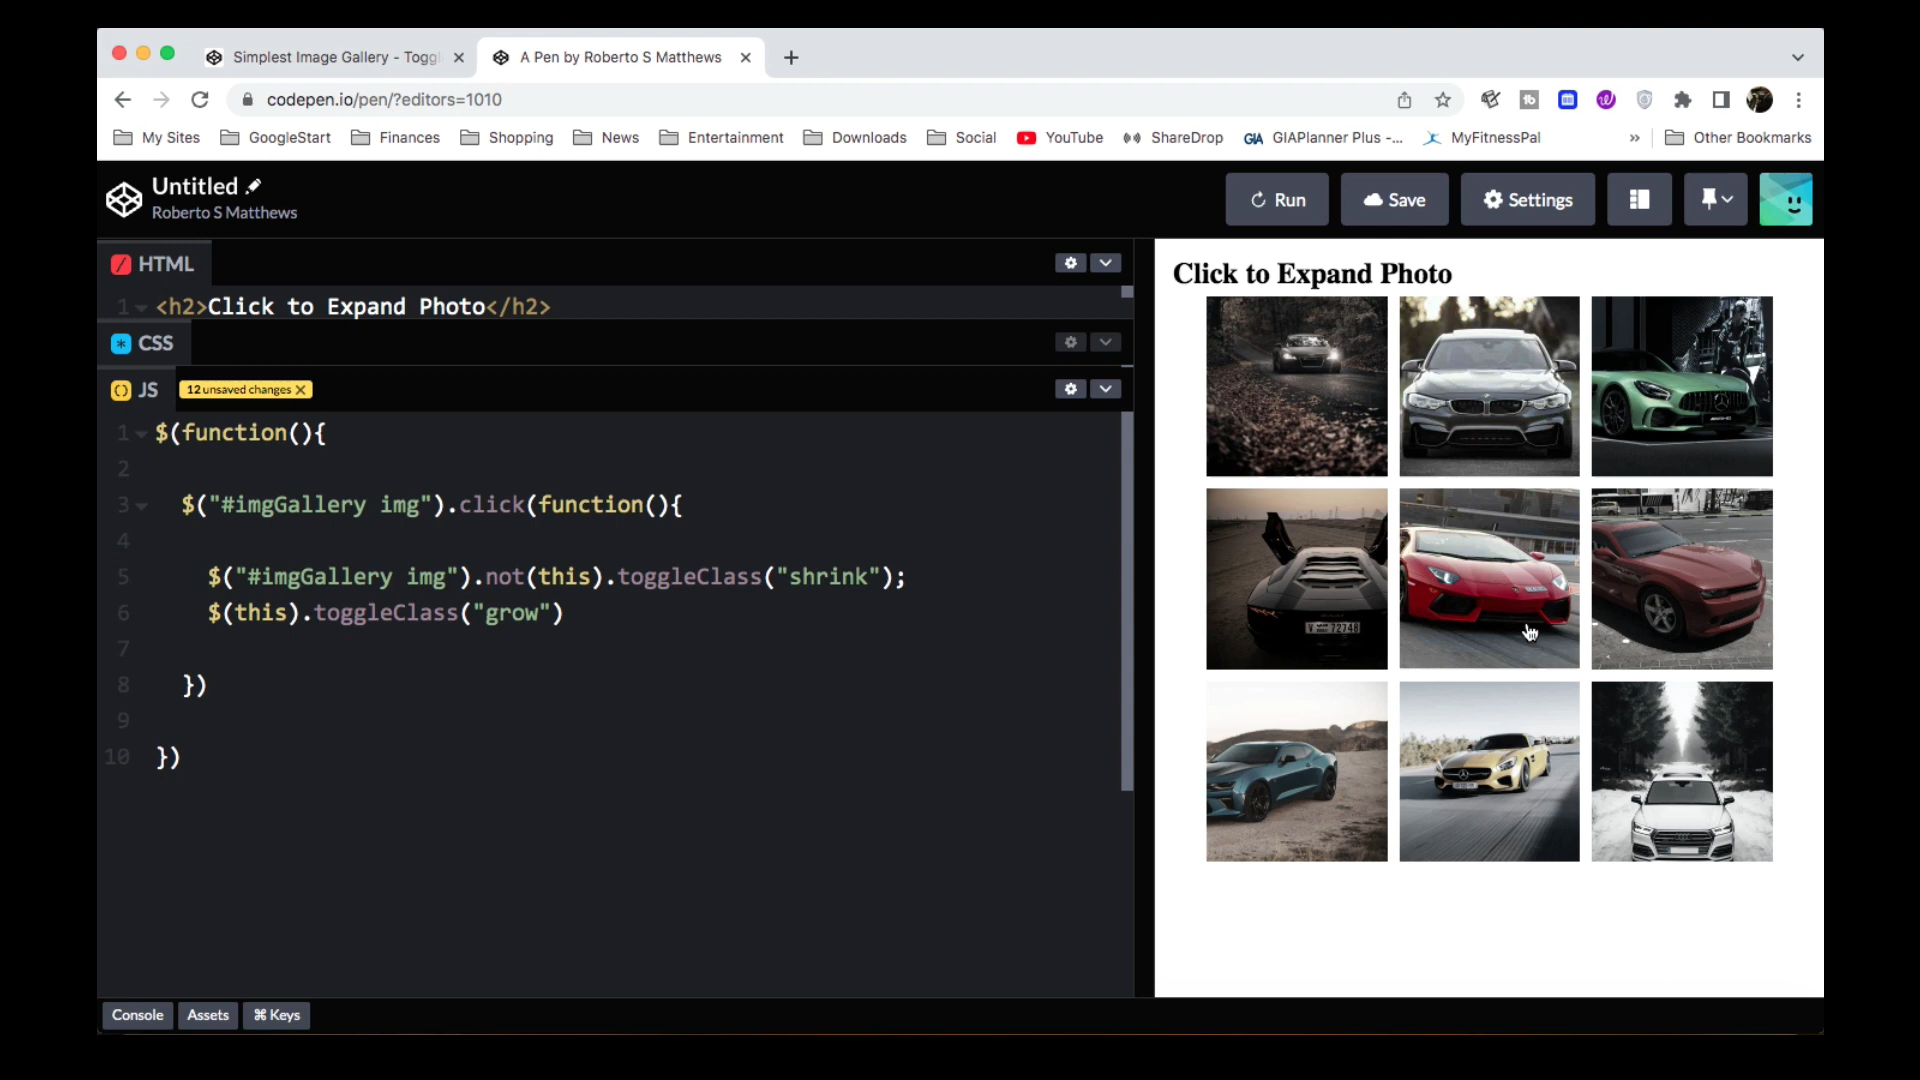 Simplest Image Gallery - Toggl
A Pen by Roberto S Matthews
codepen.io/pen/?editors=1010
My Sites
GoogleStart
Finances
Shopping
News
Entertainment
Downloads
Social
YouTube
ShareDrop
GIA GIAPlanner Plus -...
MyFitnessPal
»
Other Bookmarks
Untitled
Roberto S Matthews
Run
Save
Settings
HTML
1 <h2>Click to Expand Photo</h2>
CSS
JS
12 unsaved changes
1 $(function(){
2
3 $("#imgGallery img").click(function(){
4
5 $("#imgGallery img").not(this).toggleClass("shrink");
6 $(this).toggleClass("grow")
7
8 })
9
10 })
Click to Expand Photo
72748
Console
Assets
⌘ Keys